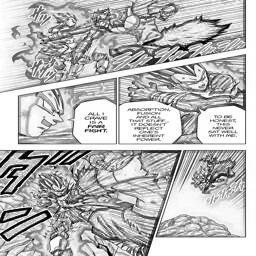 TO BE
HONEST,
THIS
NEVER
SAT WELL
WITH ME.
ABSORPTION,
FUSION
AND ALL
THAT STUFF...
IT DOESN'T
REFLECT
ONE'S
INHERENT
POWER.
ALL I
CRAVE
IS A
FAIR
FIGHT.